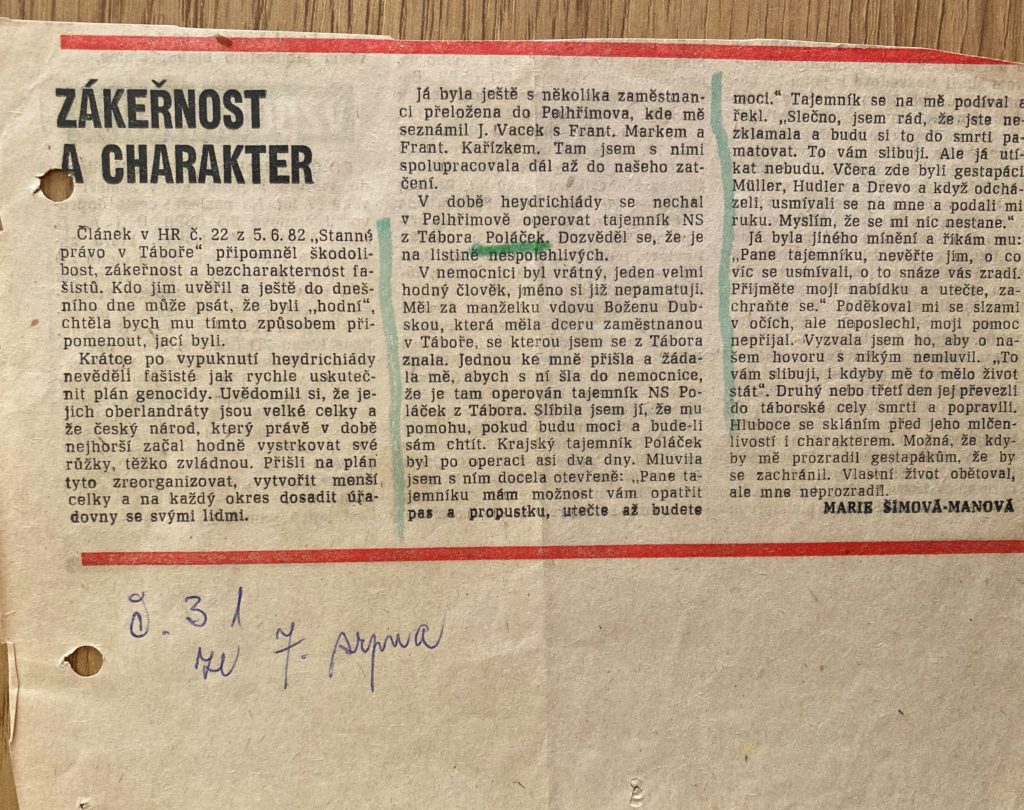 ZÁKEŘNOST
A CHARAKTER
Článek v HR č. 22 z 5. 6. 82 „Stanné
právo v Táboře“ připomněl škodoli-
bost, zákeřnost a bezcharakternost fa-
šistů. Kdo jim uvěřil a ještě do dneš-
ního dne může psát, že byli „hodní“,
chtěla bych mu tímto způsobem při-
pomenout, jací byli.
Krátce po vypuknutí heydrichiády
nevěděli fašisté jak rychle uskuteč-
nit plán genocidy. Uvědomili si, že je-
jich oberlandráty jsou velké celky a
že český národ, který právě v době
nejhorší začal hodně vystrkovat své
růžky, těžko zvládnou. Přišli na plán
tyto zreorganizovat, vytvořit menší
celky a na každý okres dosadit úřa-
dovny se svými lidmi.
Já byla ještě s několika zaměstnan-
ci přeložena do Pelhřimova, kde mě
seznámil J. Vacek s Frant. Markem a
Frant. Kařízkem. Tam jsem s nimi
spolupracovala dál až do našeho zat-
čení.
V době heydrichiády se nechal
v Pelhřimově operovat tajemník NS
z Tábora Poláček. Dozvěděl se, že je
na listině nespolehlivých.
V nemocnici byl vrátný, jeden velmi
hodný člověk, jméno si již nepamatuji.
Měl za manželku vdovu Boženu Dub-
skou, která měla dceru zaměstnanou
v Táboře, se kterou jsem se z Tábora
znala. Jednou ke mně přišla a žáda-
la mě, abych s ní šla do nemocnice,
že je tam operován tajemník NS Po-
láček z Tábora. Slíbila jsem jí, že mu
pomohu, pokud budu moci a bude-li
sám chtít. Krajský tajemník Poláček
byl po operaci asi dva dny. Mluvila
jsem s ním docela otevřeně: „Pane ta-
jemníku mám možnost vám opatřit
pas a propustku, utečte až budete
moci.“ Tajemník se na mě podíval a
řekl. „Slečno, jsem rád, že jste ne-
zklamala a budu si to do smrti pa-
matovat. To vám slibuji. Ale já utí-
kat nebudu. Včera zde byli gestapáci
Müller, Hudler a Drevo a když odchá-
zeli, usmívali se na mne a podali mi
ruku. Myslím, že se mi nic nestane.“
Já byla jiného mínění a říkám mu:
„Pane tajemníku, nevěřte jim, o co
víc se usmívali, o to snáze vás zradí.
Přijměte moji nabídku a utečte, za-
chraňte se.“ Poděkoval mi se slzami
v očích, ale neposlechl, moji pomoc
nepřijal. Vyzvala jsem ho, aby o na-
šem hovoru s nikým nemluvil. „To
vám slibuji, i kdyby mě to mělo život
stát“. Druhý nebo třetí den jej převezli
do táborské cely smrti a popravili.
Hluboce se skláním před jeho mlčen-
livostí i charakterem. Možná, že kdy-
by mě prozradil gestapákům, že by
se zachránil. Vlastní život obětoval,
ale mne neprozradil.
MARIE ŠIMOVÁ-MANOVÁ
Č. 31
ze 7. srpna